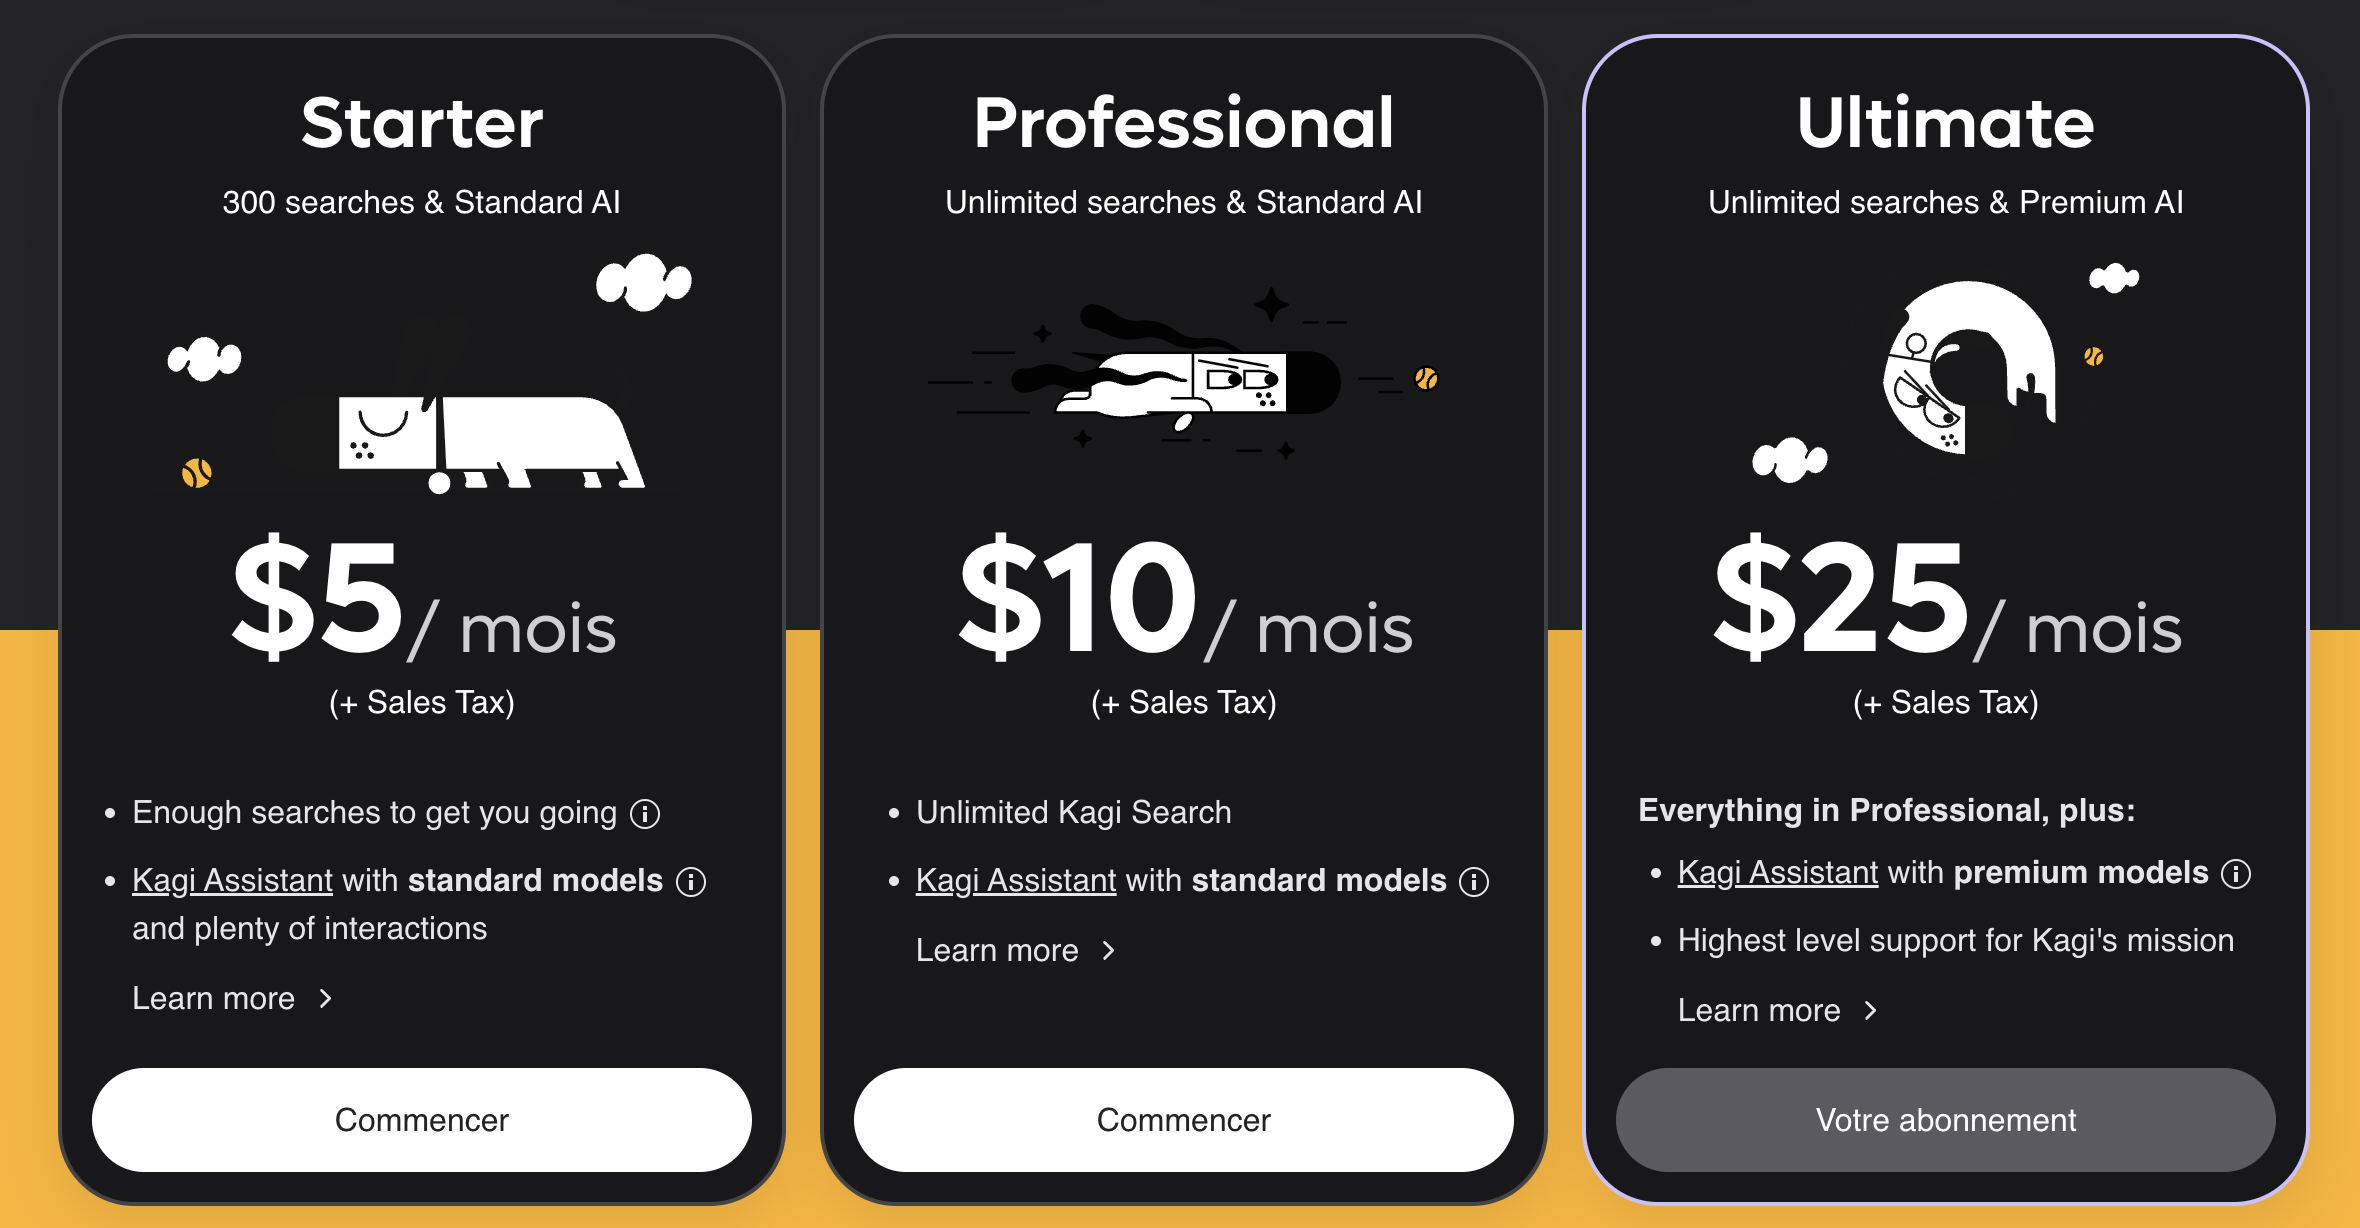 Starter
300 searches & Standard AI
$5/ mois
(+ Sales Tax)
• Enough searches to get you going
• Kagi Assistant with standard models
and plenty of interactions
Learn more
Commencer
Professional
Unlimited searches & Standard AI
$10/ mois
(+ Sales Tax)
• Unlimited Kagi Search
• Kagi Assistant with standard models
Learn more
Commencer
Ultimate
Unlimited searches & Premium AI
$25/ mois
(+ Sales Tax)
Everything in Professional, plus:
• Kagi Assistant with premium models
• Highest level support for Kagi's mission
Learn more
Votre abonnement